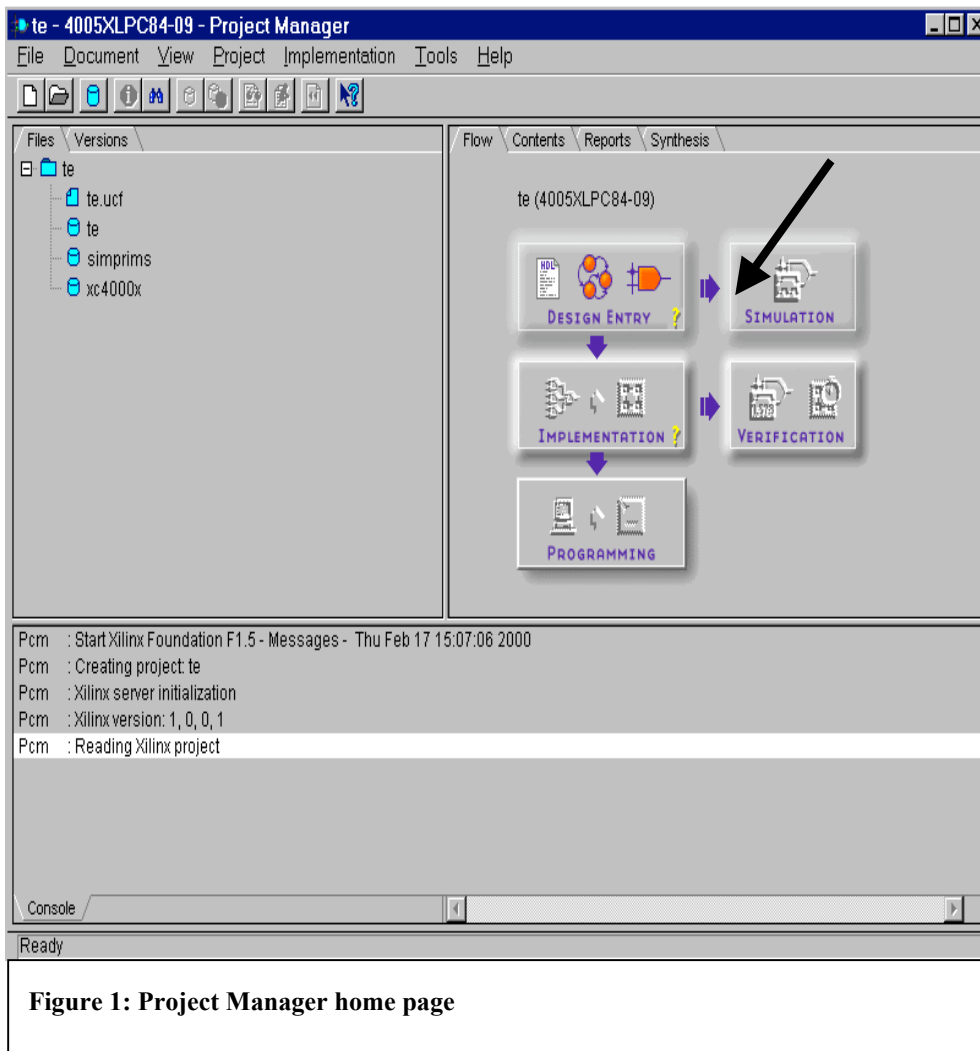 te - 4005XLPC84-09 - Project Manager
File Document View Project Implementation Tools Help
Files Versions
te
te.ucf
te
simprims
xc4000x
Flow Contents Reports Synthesis
te (4005XLPC84-09)
HDL
DESIGN ENTRY ?
SIMULATION
IMPLEMENTATION ?
VERIFICATION
PROGRAMMING
Pcm : Start Xilinx Foundation F1.5 - Messages - Thu Feb 17 15:07:06 2000
Pcm : Creating project: te
Pcm : Xilinx server initialization
Pcm : Xilinx version: 1, 0, 0, 1
Pcm : Reading Xilinx project
Console
Ready
Figure 1: Project Manager home page